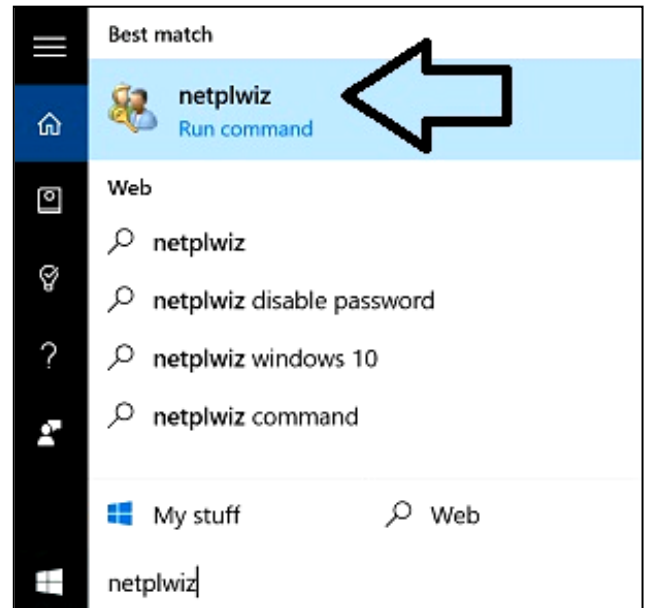 Best match
netplwiz
Run command
Web
netplwiz
netplwiz disable password
netplwiz windows 10
netplwiz command
My stuff
Web
netplwiz